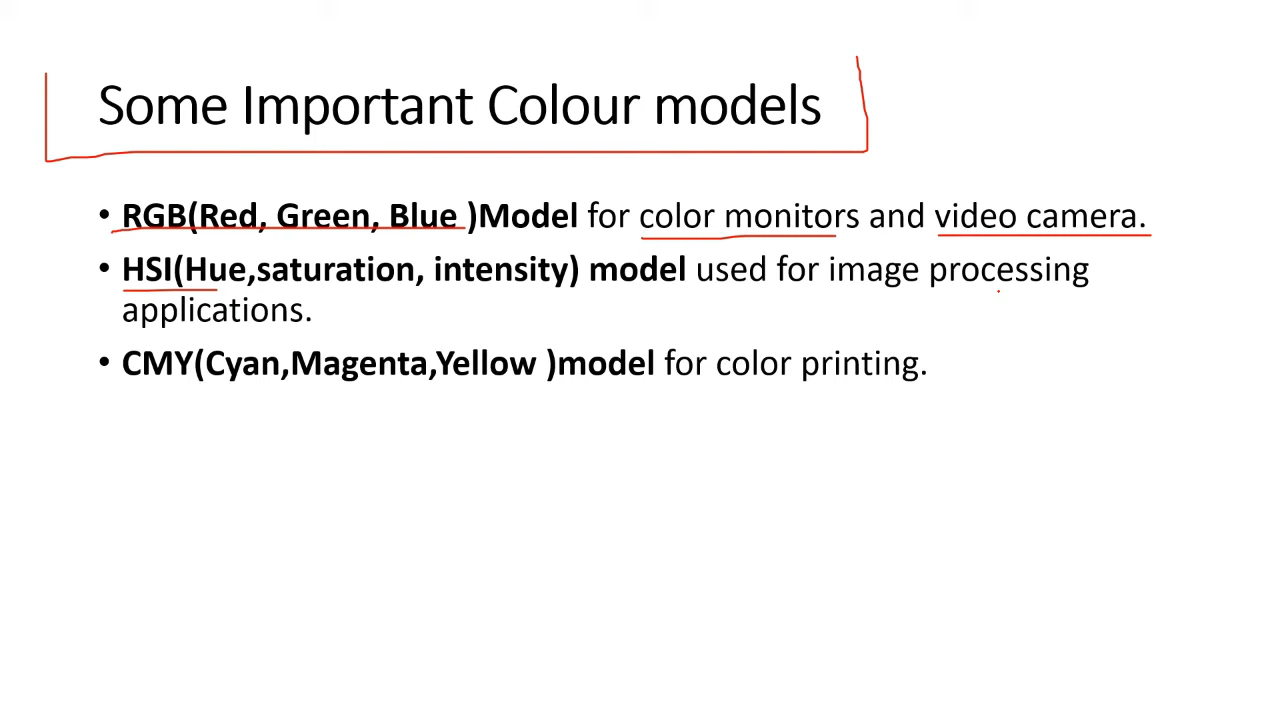 Some Important Colour models
• RGB(Red, Green, Blue )Model for color monitors and video camera.
• HSI(Hue,saturation, intensity) model used for image processing
applications.
• CMY(Cyan,Magenta,Yellow )model for color printing.